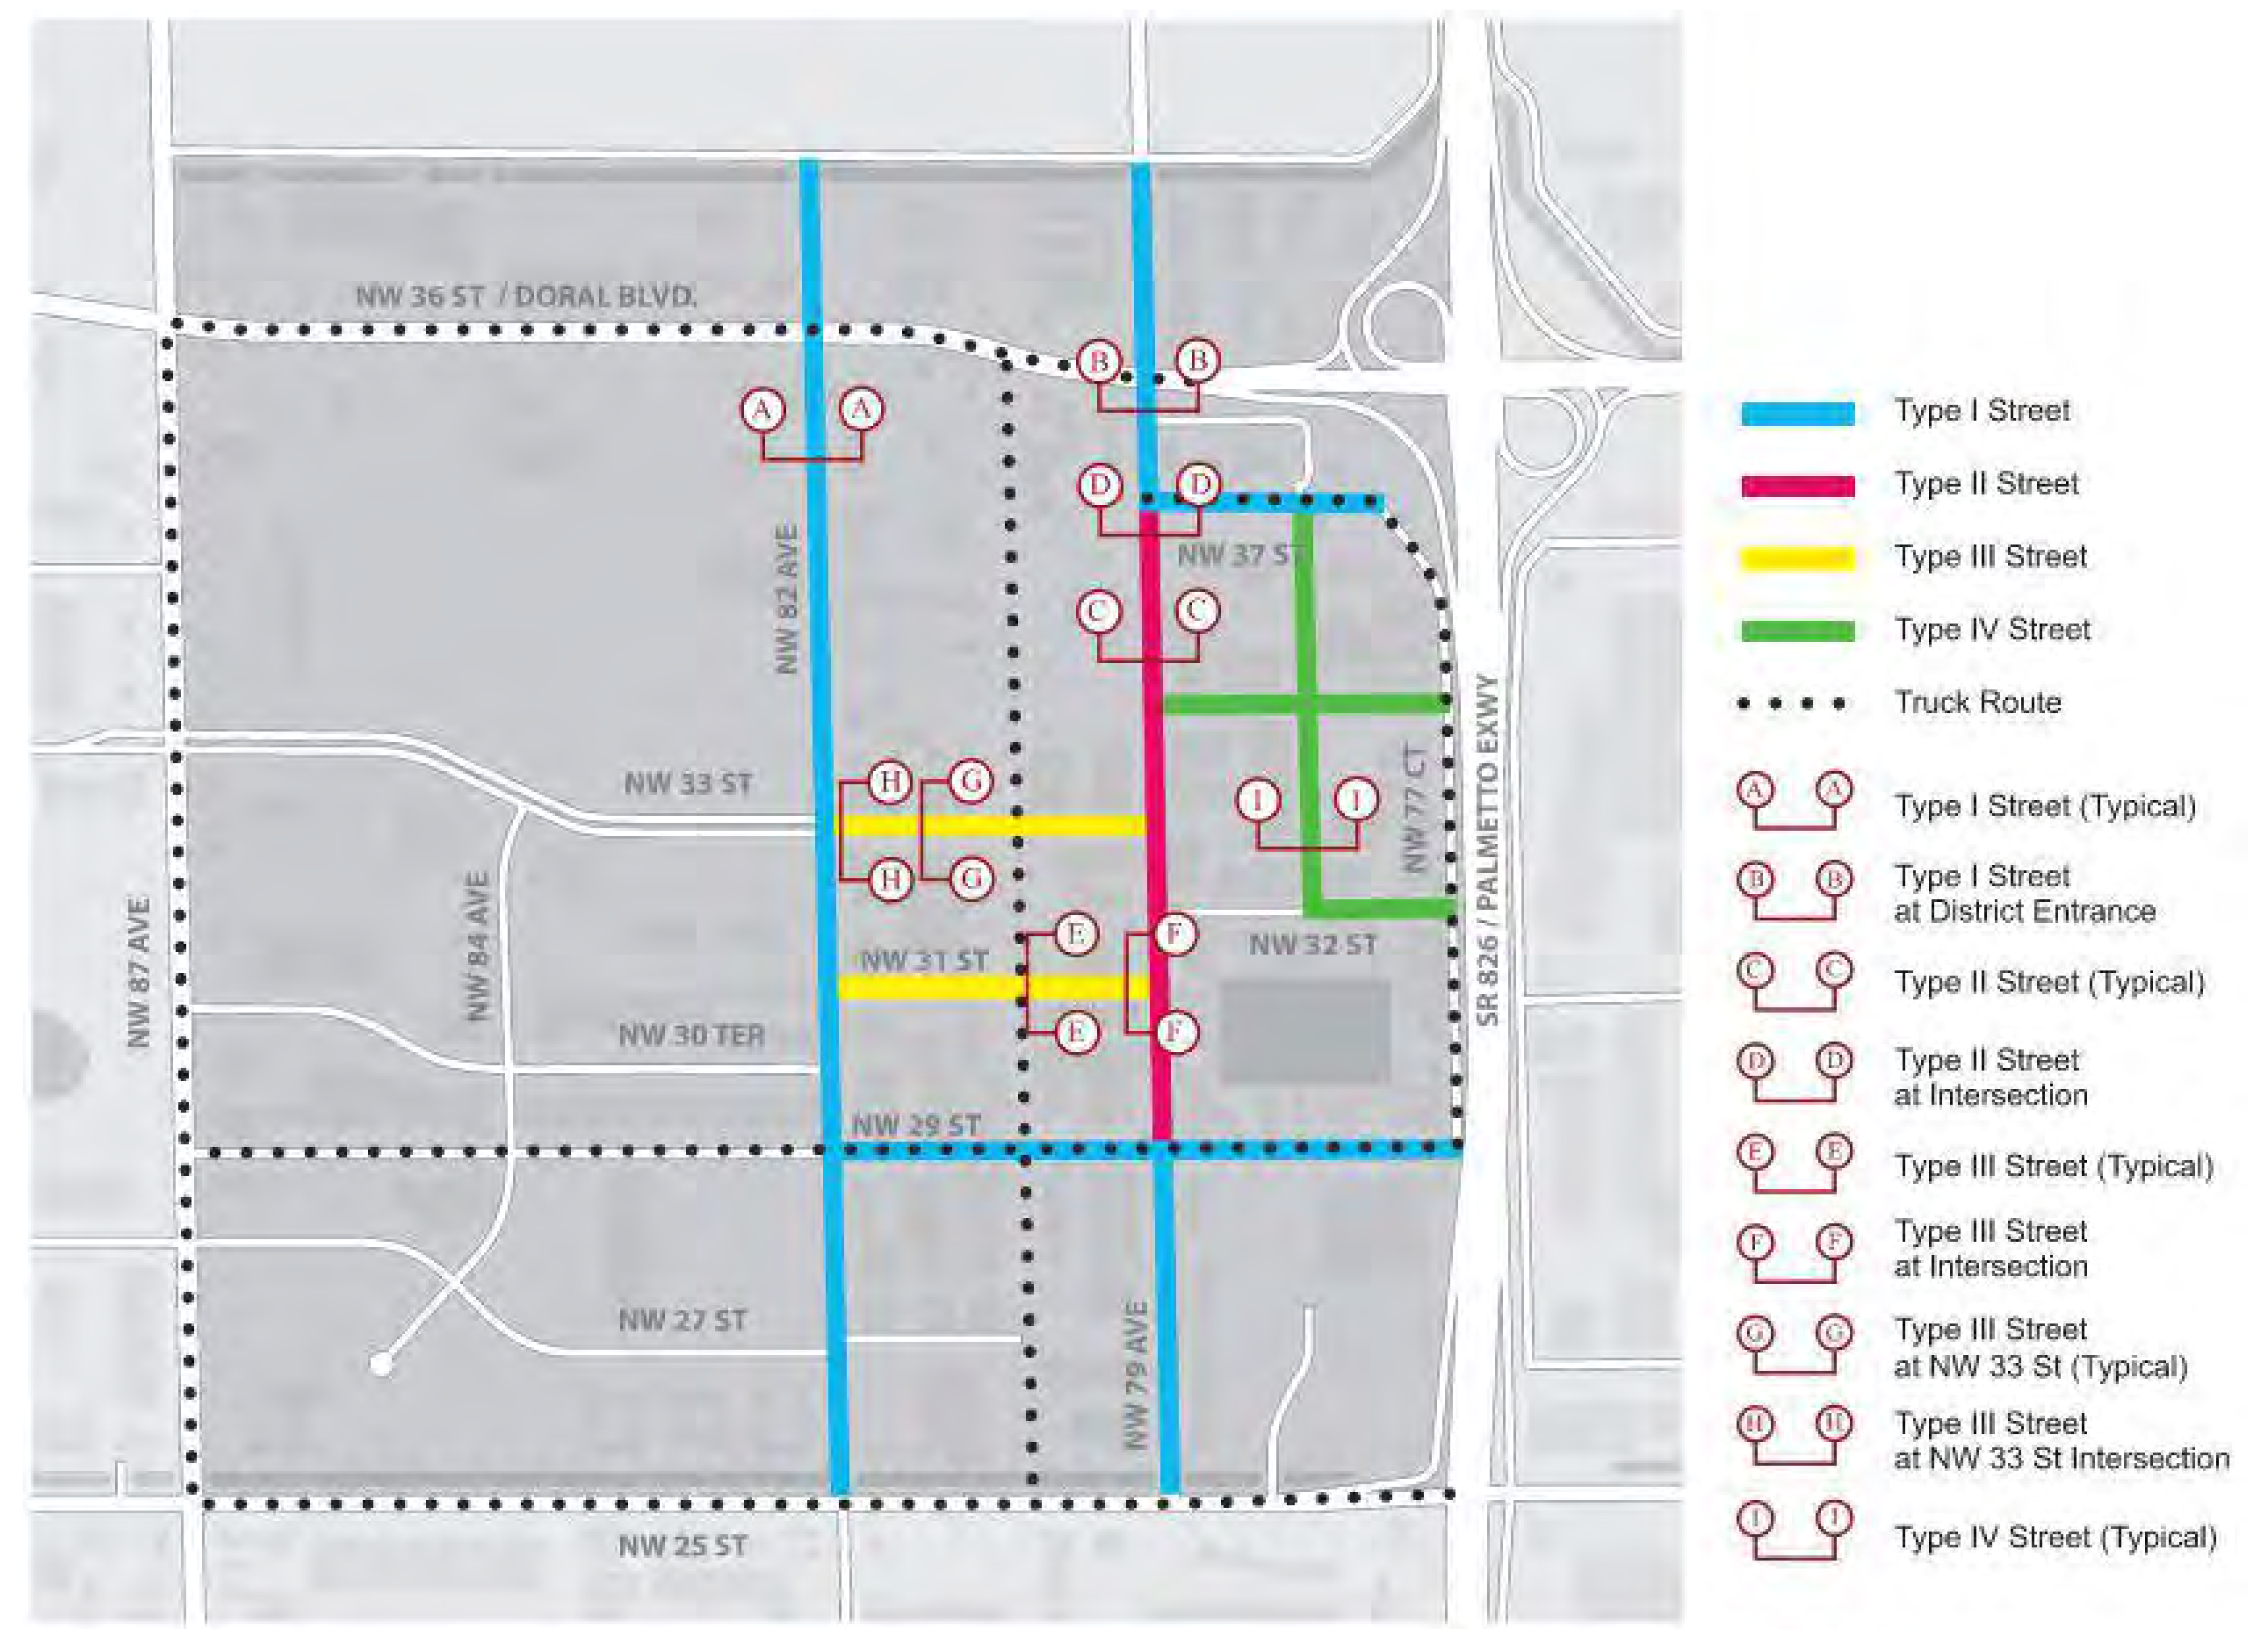 NW 36 ST / DORAL BLVD.
B B
A A
D D
NW 37 ST
NW 82 AVE
C C
SR 826 / PALMETTO EXWY
NW 33 ST
H G
I I
NW 77 CT
H G
NW 84 AVE
NW 87 AVE
E F
NW 31 ST
NW 32 ST
NW 30 TER
E F
NW 29 ST
NW 27 ST
NW 79 AVE
NW 25 ST
Type I Street
Type II Street
Type III Street
Type IV Street
Truck Route
A A Type I Street (Typical)
B B Type I Street
at District Entrance
C C Type II Street (Typical)
D D Type II Street
at Intersection
E E Type III Street (Typical)
F F Type III Street
at Intersection
G G Type III Street
at NW 33 St (Typical)
H H Type III Street
at NW 33 St Intersection
I I Type IV Street (Typical)